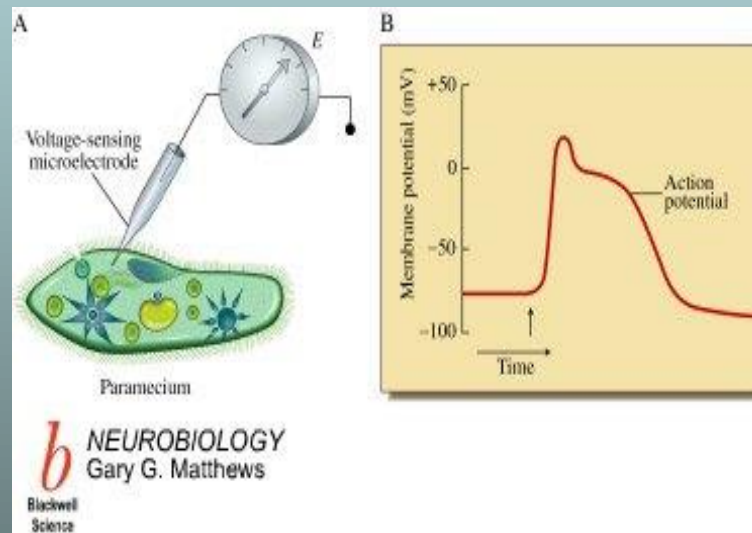 A
E
Voltage-sensing
microelectrode
Paramecium
B
Membrane potential (mV)
+50
0
−50
−100
Action
potential
Time
b
Blackwell
Science
NEUROBIOLOGY
Gary G. Matthews